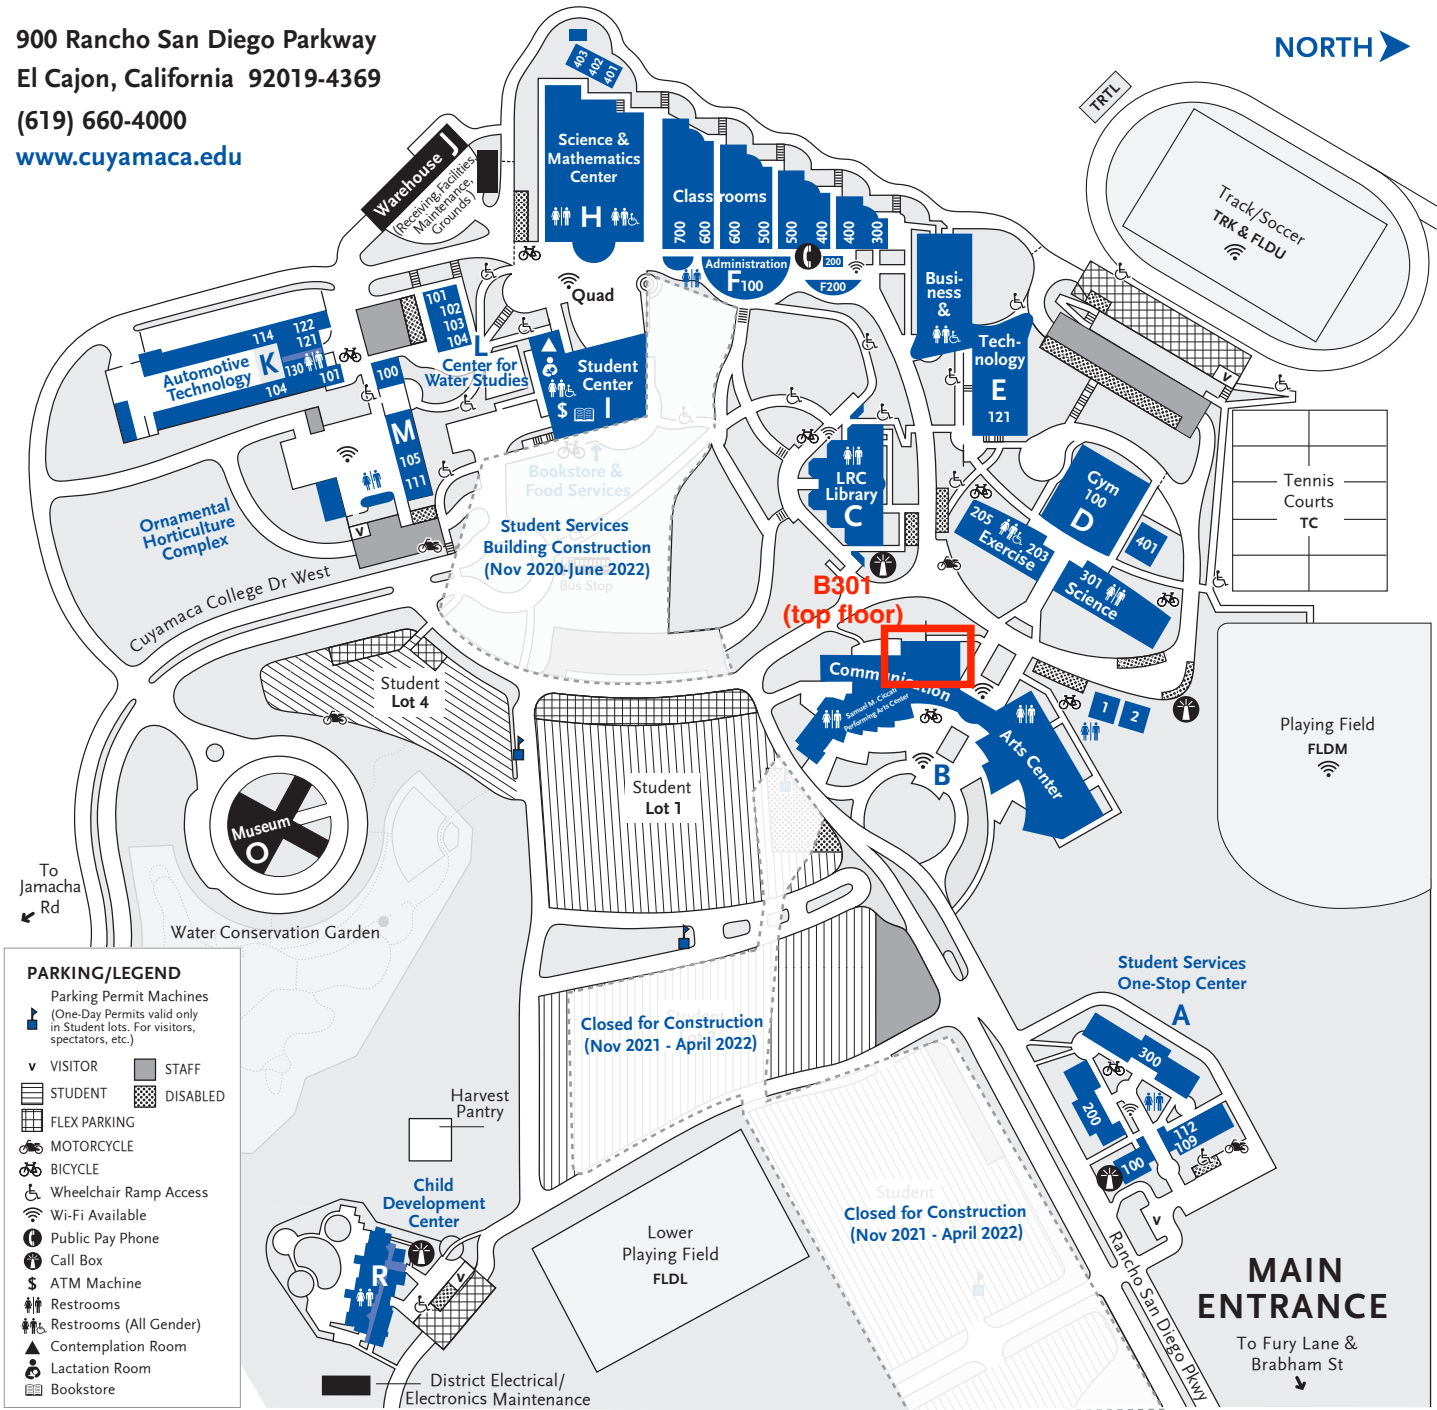 900 Rancho San Diego Parkway
El Cajon, California 92019-4369
(619) 660-4000
www.cuyamaca.edu
NORTH
403
402
401
TRTL
Science &
Mathematics
Center
H
Warehouse J
(Receiving, Facilities,
Maintenance,
Grounds)
Classrooms
700
600
600
500
500
400
400
300
Administration
F100
200
F200
Track/Soccer
TRK & FLDU
Quad
Busi-
ness
&
Tech-
nology
E
121
101
102
103
104
L
Center for
Water Studies
114
122
121
Automotive
Technology
K
130
101
104
100
M
105
111
Student
Center
$
I
V
V
Bookstore &
Food Services
Student Services
Building Construction
(Nov 2020-June 2022)
Bus Stop
Ornamental
Horticulture
Complex
Cuyamaca College Dr West
LRC
Library
C
Gym
100
D
401
205
203
Exercise
301
Science
Tennis
Courts
TC
B301
(top floor)
Communication
Samuel M. Ciccati
Performing Arts Center
Arts Center
B
1
2
Playing Field
FLDM
Student
Lot 4
Student
Lot 1
Museum
O
To
Jamacha
Rd
Water Conservation Garden
Student
Closed for Construction
(Nov 2021 - April 2022)
Student Services
One-Stop Center
A
300
200
112
109
100
V
Harvest
Pantry
Child
Development
Center
R
V
Lower
Playing Field
FLDL
Student
Closed for Construction
(Nov 2021 - April 2022)
Rancho San Diego Pkwy
MAIN
ENTRANCE
To Fury Lane &
Brabham St
District Electrical/
Electronics Maintenance
PARKING/LEGEND
Parking Permit Machines
(One-Day Permits valid only
in Student lots. For visitors,
spectators, etc.)
V VISITOR
STAFF
STUDENT
DISABLED
FLEX PARKING
MOTORCYCLE
BICYCLE
Wheelchair Ramp Access
Wi-Fi Available
Public Pay Phone
Call Box
$ ATM Machine
Restrooms
Restrooms (All Gender)
Contemplation Room
Lactation Room
Bookstore